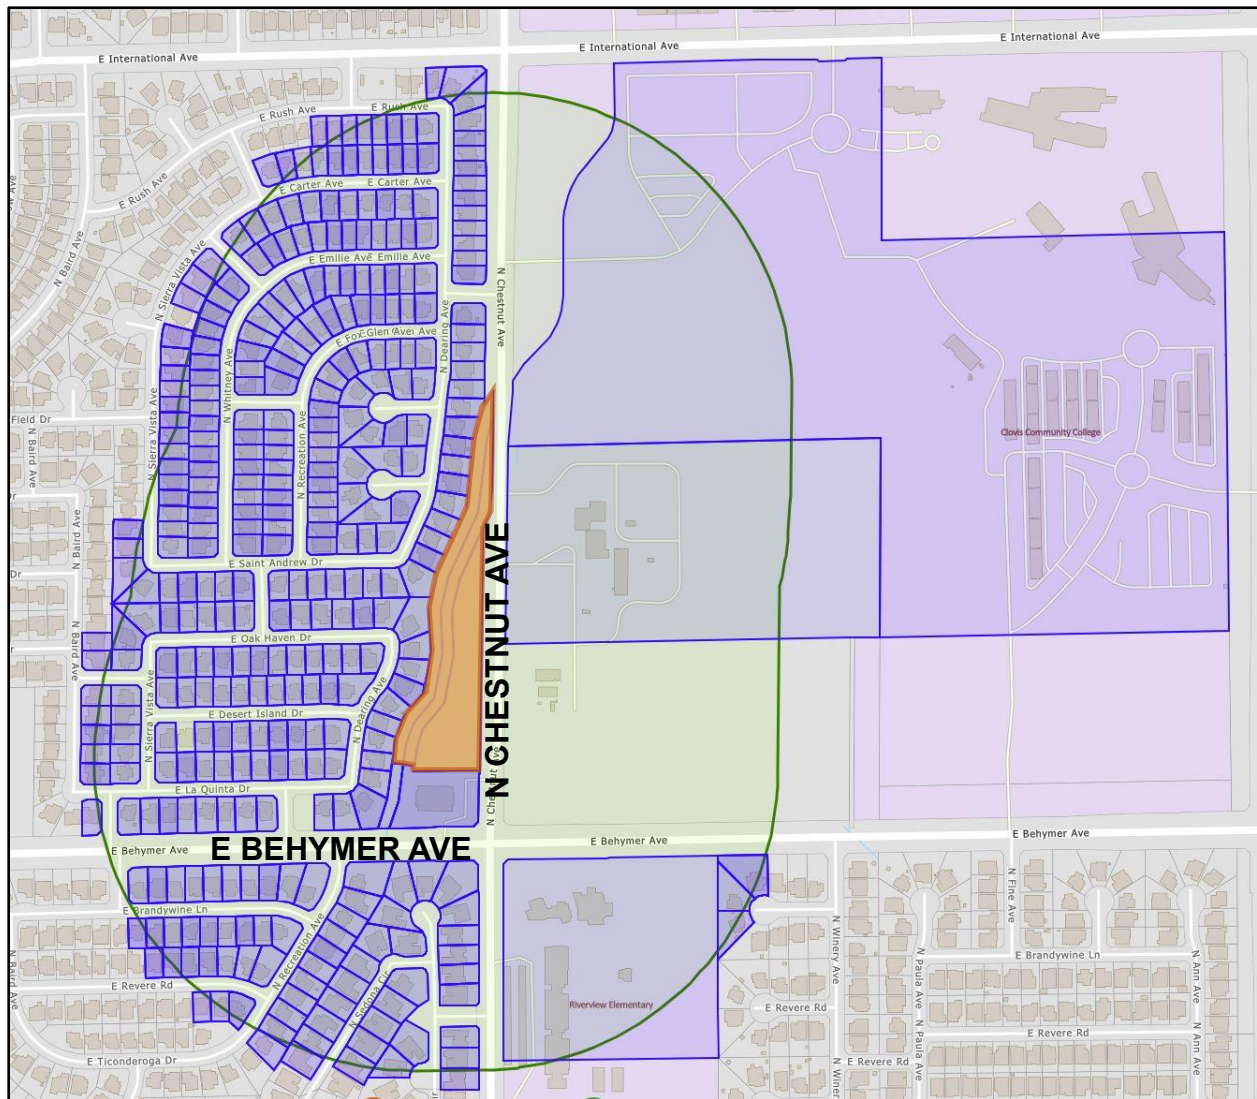 E International Ave
E International Ave
E International Ave
E Rush Ave
E Rush Ave
E Rush Ave
E Carter Ave
E Carter Ave
N Baird Ave
N Sierra Vista Ave
E Emilie Ave
E Emilie Ave
N Chestnut Ave
N Dearing Ave
N Whitney Ave
N Sierra Vista Ave
Field Dr
N Baird Ave
N Recreation Ave
Clovis Community College
N Baird Ave
E Saint Andrew Dr
N CHESTNUT AVE
N Baird Ave
E Oak Haven Dr
N Sierra Vista Ave
N Dearing Ave
E Desert Island Dr
E La Quinta Dr
E Behymer Ave
E BEHYMER AVE
E Behymer Ave
E Behymer Ave
E Brandywine Ln
N Recreation Ave
N Fine Ave
N Winery Ave
N Paula Ave
E Brandywine Ln
N Ann Ave
N Baird Ave
E Revere Rd
N Sedona Cir
Riverview Elementary
E Revere Rd
E Revere Rd
E Ticonderoga Dr
E Revere Rd
N Paula Ave
N Ann Ave
N Winer